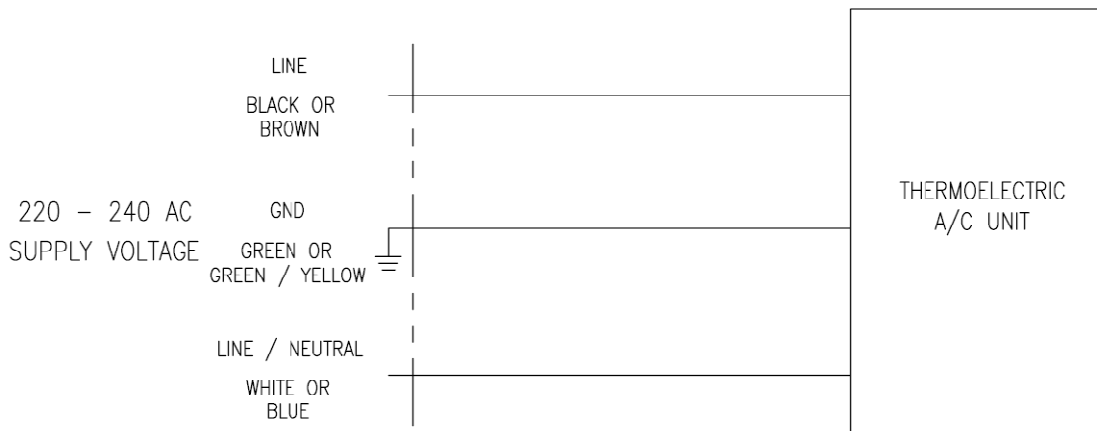 LINE
BLACK OR
BROWN
220 - 240 AC
SUPPLY VOLTAGE
GND
GREEN OR
GREEN / YELLOW
LINE / NEUTRAL
WHITE OR
BLUE
THERMOELECTRIC
A/C UNIT